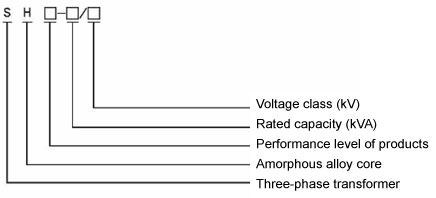 S H □-□/□
Voltage class (kV)
Rated capacity (kVA)
Performance level of products
Amorphous alloy core
Three-phase transformer